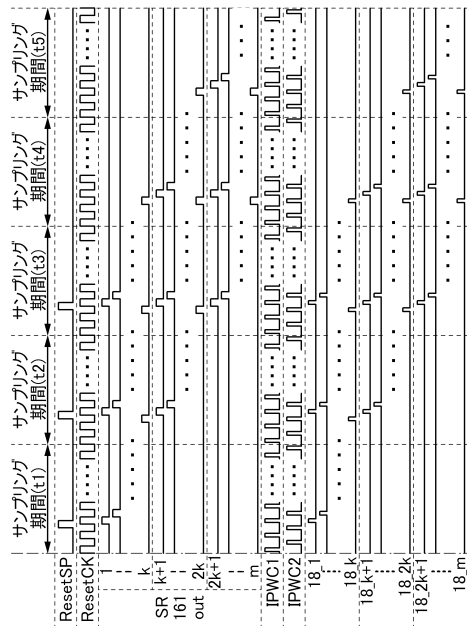 サンプリング
期間(t1)
サンプリング
期間(t2)
サンプリング
期間(t3)
サンプリング
期間(t4)
サンプリング
期間(t5)
ResetSP
ResetCK
1
k
k+1
SR
161
out
2k
2k+1
m
IPWC1
IPWC2
18_1
18_k
18_k+1
18_2k
18_2k+1
18_m